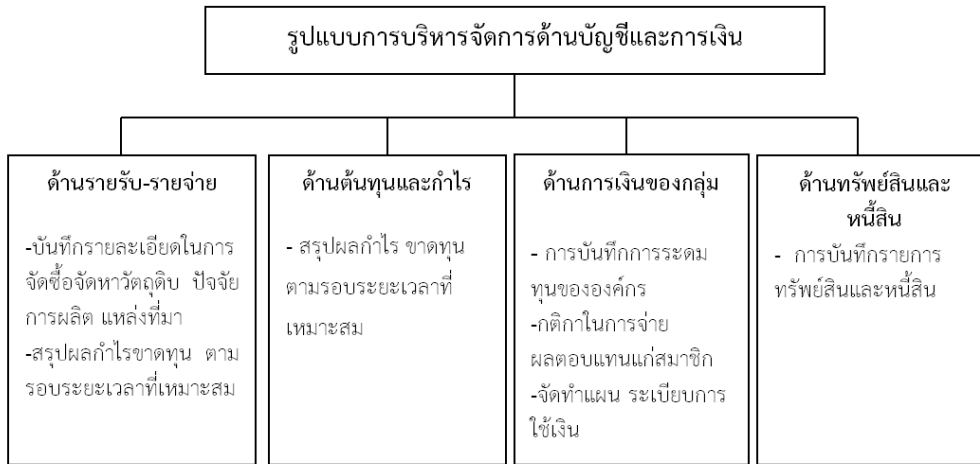 รูปแบบการบริหารจัดการด้านบัญชีและการเงิน
ด้านรายรับ-รายจ่าย
-บันทึกรายละเอียดในการ
จัดซื้อจัดหาวัตถุดิบ ปัจจัย
การผลิต แหล่งที่มา
-สรุปผลกำไรขาดทุน ตาม
รอบระยะเวลาที่เหมาะสม
ด้านต้นทุนและกำไร
- สรุปผลกำไร ขาดทุน
ตามรอบระยะเวลาที่
เหมาะสม
ด้านการเงินของกลุ่ม
- การบันทึกการระดม
ทุนขององค์กร
-กติกาในการจ่าย
ผลตอบแทนแก่สมาชิก
-จัดทำแผน ระเบียบการ
ใช้เงิน
ด้านทรัพย์สินและ
หนี้สิน
- การบันทึกรายการ
ทรัพย์สินและหนี้สิน